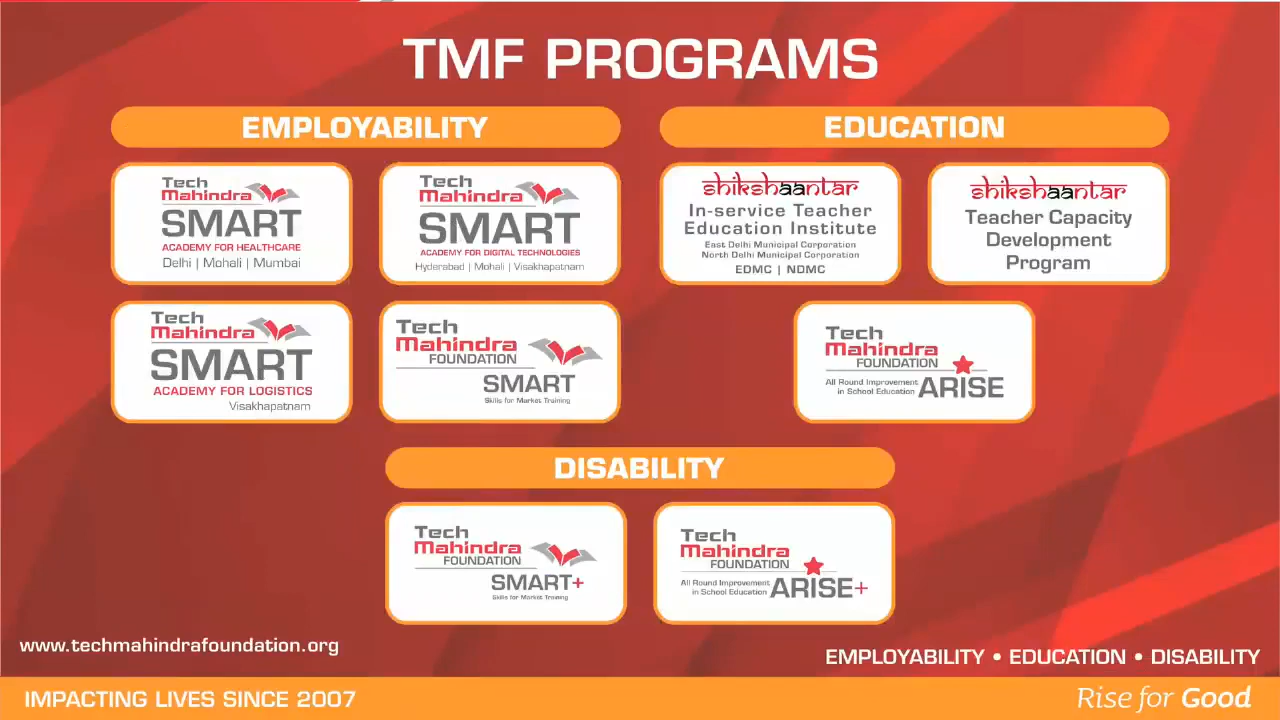 TMF PROGRAMS
EMPLOYABILITY
Tech
Mahindra
SMART
ACADEMY FOR HEALTHCARE
Delhi | Mohali | Mumbai
Tech
Mahindra
SMART
ACADEMY FOR DIGITAL TECHNOLOGIES
Hyderabad | Mohali | Visakhapatnam
Tech
Mahindra
SMART
ACADEMY FOR LOGISTICS
Visakhapatnam
Tech
Mahindra
FOUNDATION
SMART
Skills for Market Training
EDUCATION
shikshaantar
In-service Teacher
Education Institute
East Delhi Municipal Corporation
North Delhi Municipal Corporation
EDMC | NDMC
shikshaantar
Teacher Capacity
Development
Program
Tech
Mahindra
FOUNDATION
All Round Improvement
in School Education
ARISE
DISABILITY
Tech
Mahindra
FOUNDATION
SMART+
Skills for Market Training
Tech
Mahindra
FOUNDATION
All Round Improvement
in School Education
ARISE+
www.techmahindrafoundation.org
EMPLOYABILITY • EDUCATION • DISABILITY
IMPACTING LIVES SINCE 2007
Rise for Good